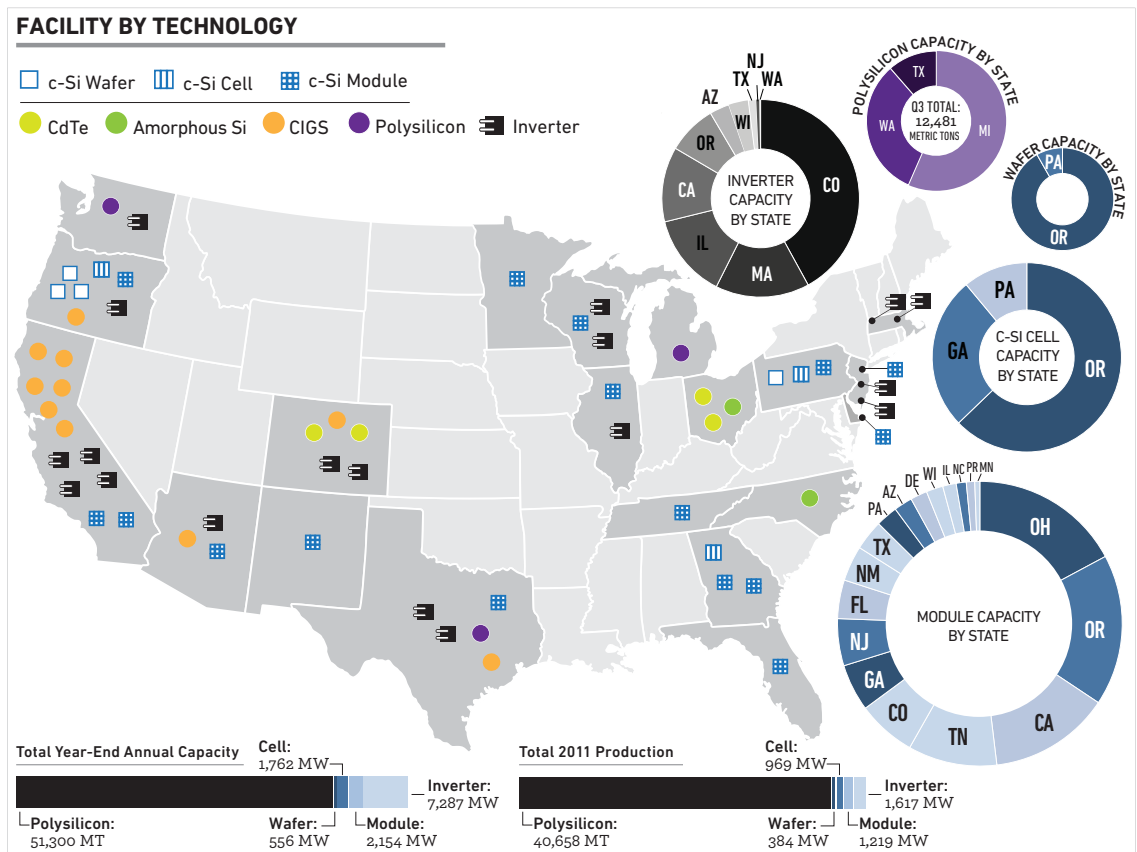 FACILITY BY TECHNOLOGY
c-Si Wafer
c-Si Cell
c-Si Module
CdTe
Amorphous Si
CIGS
Polysilicon
Inverter
INVERTER
CAPACITY
BY STATE
CO
MA
IL
CA
OR
AZ
WI
TX
NJ
WA
POLYSILICON CAPACITY BY STATE
Q3 TOTAL:
12,481
METRIC TONS
MI
WA
TX
WAFER CAPACITY BY STATE
PA
OR
C-SI CELL
CAPACITY
BY STATE
PA
GA
OR
MODULE CAPACITY
BY STATE
OH
OR
CA
TN
CO
GA
NJ
FL
NM
TX
PA
AZ
DE
WI
IL
NC
PR
MN
Total Year-End Annual Capacity
Cell:
1,762 MW
Inverter:
7,287 MW
Polysilicon:
51,300 MT
Wafer:
556 MW
Module:
2,154 MW
Total 2011 Production
Cell:
969 MW
Inverter:
1,617 MW
Polysilicon:
40,658 MT
Wafer:
384 MW
Module:
1,219 MW